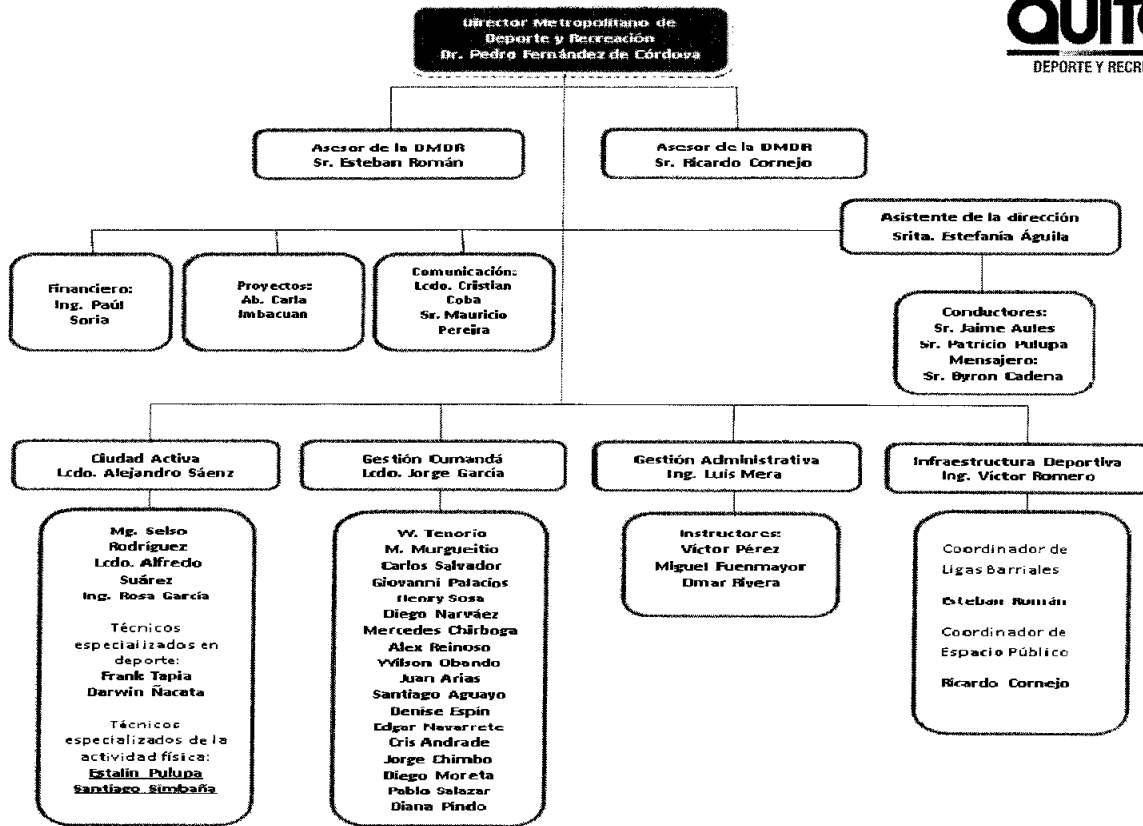 Director Metropolitano de
Deporte y Recreación
Dr. Pedro Fernández de Córdova
DEPORTE Y RECRE
Asesor de la DMDR
Sr. Esteban Román
Asesor de la DMDR
Sr. Ricardo Cornejo
Asistente de la dirección
Srita. Estefanía Águila
Financiero:
Ing. Paúl
Soria
Proyectos:
Ab. Carla
Imbacuan
Comunicación:
Lcdo. Cristian
Coba
Sr. Mauricio
Pereira
Conductores:
Sr. Jaime Aules
Sr. Patricio Pulupa
Mensajero:
Sr. Byron Cadena
Ciudad Activa
Lcdo. Alejandro Sáenz
Gestión Cumandá
Lcdo. Jorge García
Gestión Administrativa
Ing. Luis Mera
Infraestructura Deportiva
Ing. Víctor Romero
Mg. Selso
Rodríguez
Lcdo. Alfredo
Suárez
Ing. Rosa García
Técnicos
especializados en
deporte:
Frank Tapia
Darwin Ñacata
Técnicos
especializados de la
actividad física:
Estalin Pulupa
Santiago Simbaña
W. Tenorio
M. Murgueitio
Carlos Salvador
Giovanni Palacios
Henry Sosa
Diego Narváez
Mercedes Chirboga
Alex Reinoso
Wilson Obando
Juan Arias
Santiago Aguayo
Denise Espín
Edgar Navarrete
Cris Andrade
Jorge Chimbo
Diego Moreta
Pablo Salazar
Diana Pindo
Instructores:
Víctor Pérez
Miguel Fuenmayor
Omar Rivera
Coordinador de
Ligas Barriales
Esteban Román
Coordinador de
Espacio Público
Ricardo Cornejo